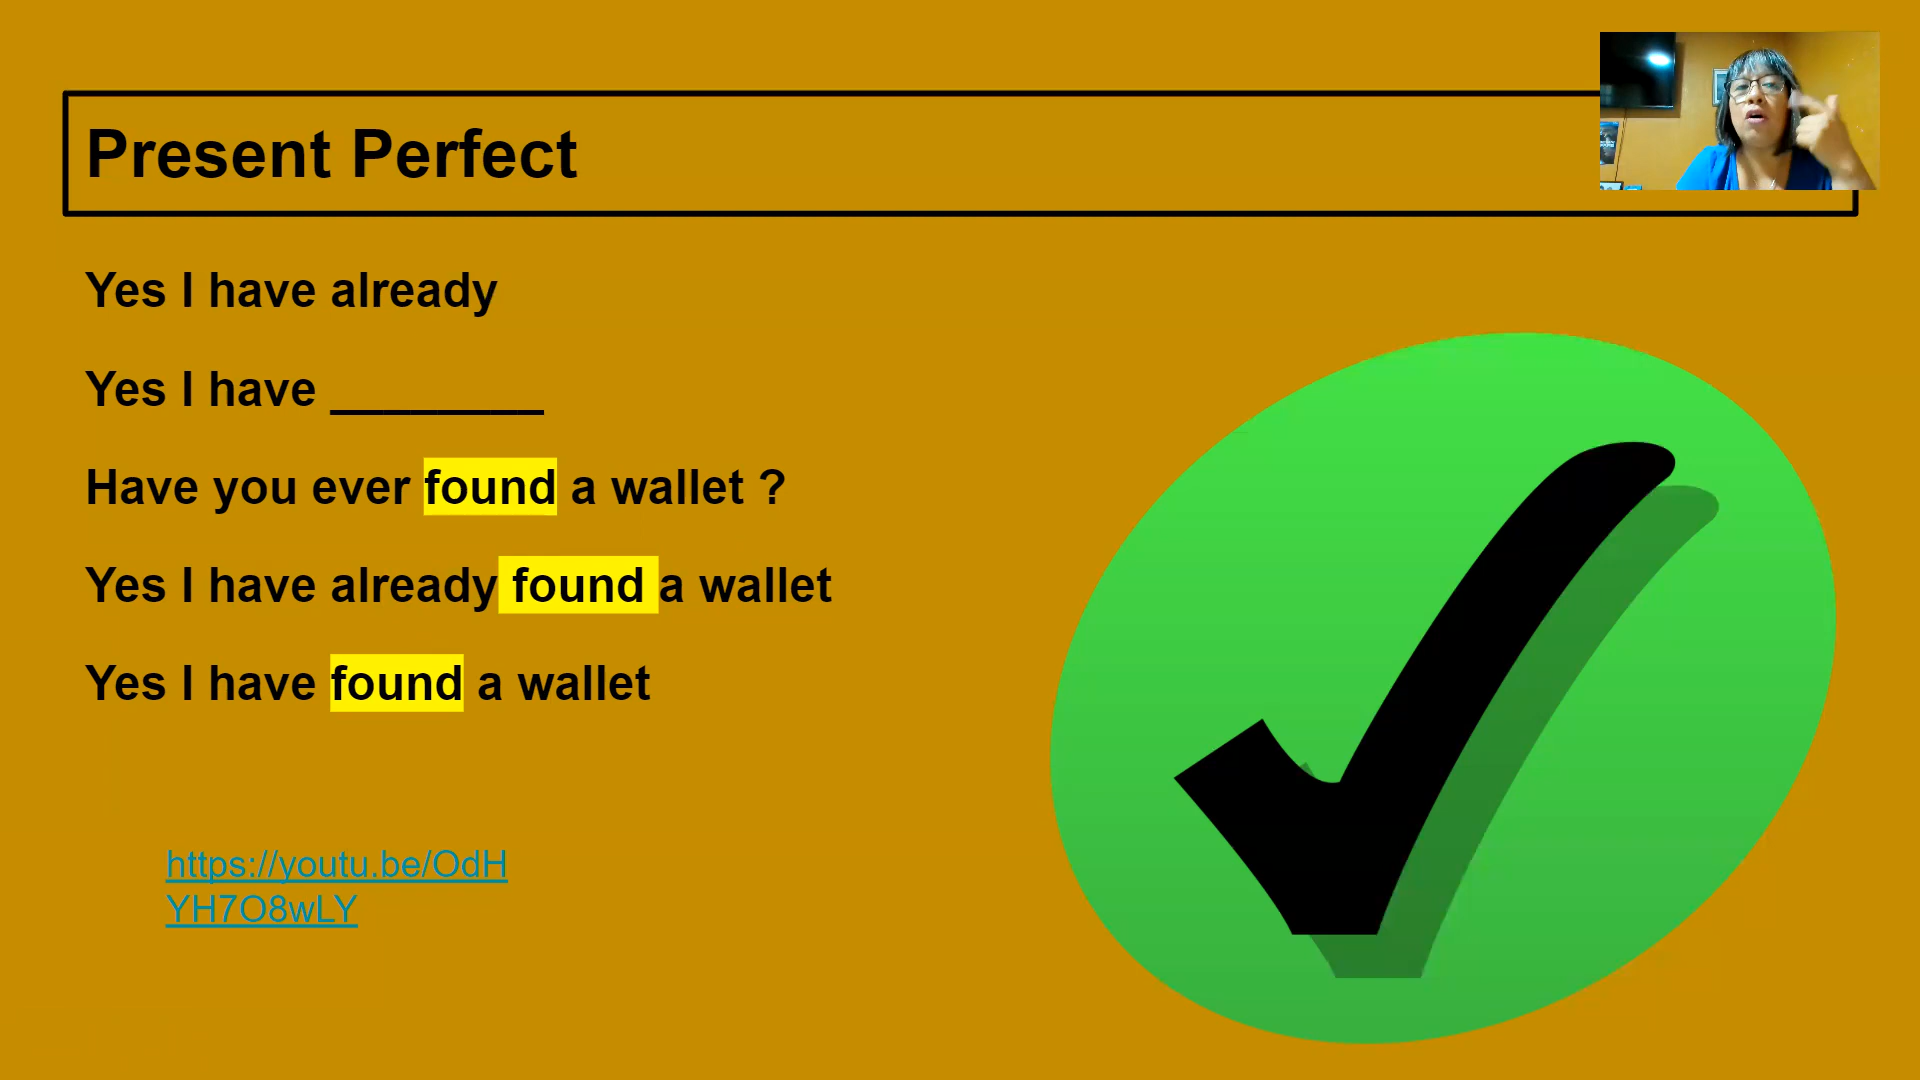 Present Perfect
Yes I have already
Yes I have ________
Have you ever found a wallet ?
Yes I have already found a wallet
Yes I have found a wallet
https://youtu.be/OdH
YH7O8wLY